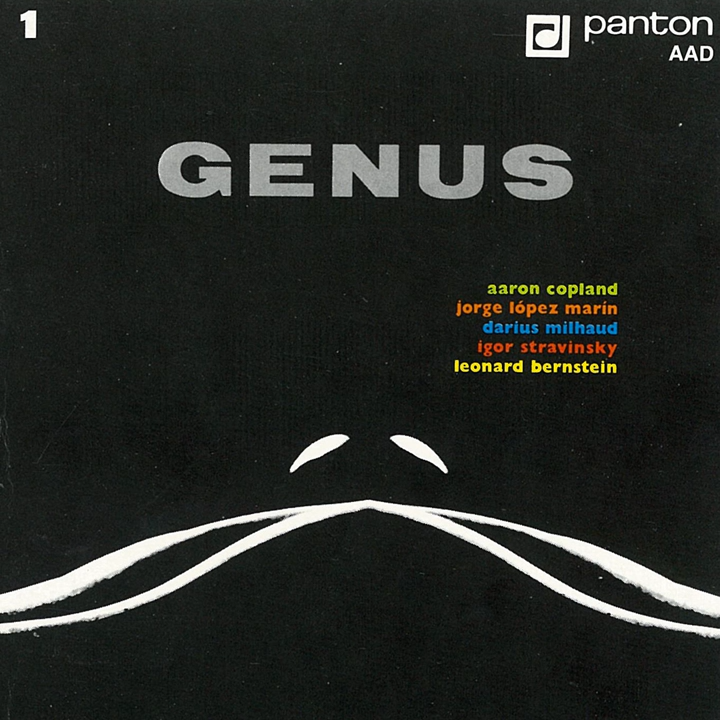 1
panton
AAD
GENUS
aaron copland
jorge lópez marín
darius milhaud
igor stravinsky
leonard bernstein